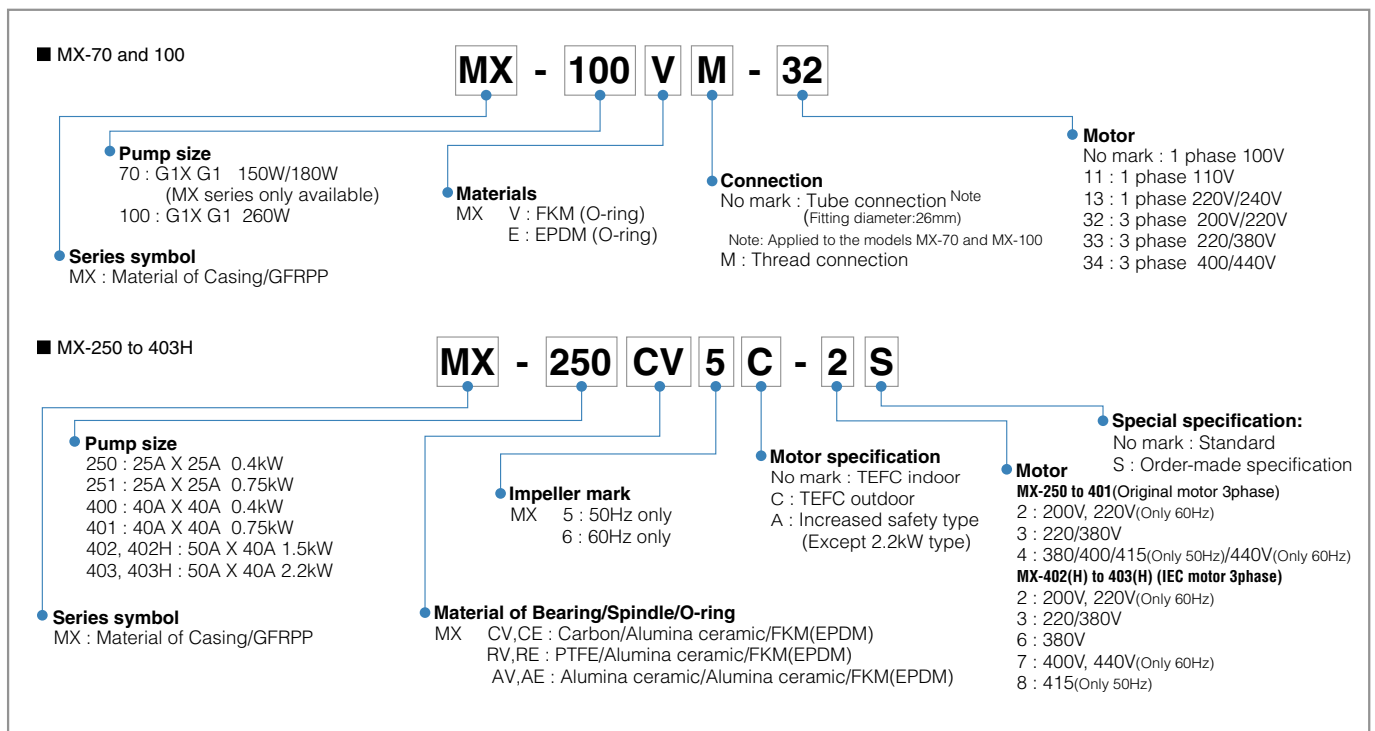 ■ MX-70 and 100
MX - 100 V M - 32
Pump size
70 : G1X G1 150W/180W
(MX series only available)
100 : G1X G1 260W
Series symbol
MX : Material of Casing/GFRPP
Materials
MX V : FKM (O-ring)
E : EPDM (O-ring)
Connection
No mark : Tube connection Note
(Fitting diameter:26mm)
Note: Applied to the models MX-70 and MX-100
M : Thread connection
Motor
No mark : 1 phase 100V
11 : 1 phase 110V
13 : 1 phase 220V/240V
32 : 3 phase 200V/220V
33 : 3 phase 220/380V
34 : 3 phase 400/440V
■ MX-250 to 403H
MX - 250 CV 5 C - 2 S
Pump size
250 : 25A X 25A 0.4kW
251 : 25A X 25A 0.75kW
400 : 40A X 40A 0.4kW
401 : 40A X 40A 0.75kW
402, 402H : 50A X 40A 1.5kW
403, 403H : 50A X 40A 2.2kW
Series symbol
MX : Material of Casing/GFRPP
Impeller mark
MX 5 : 50Hz only
6 : 60Hz only
Material of Bearing/Spindle/O-ring
MX CV,CE : Carbon/Alumina ceramic/FKM(EPDM)
RV,RE : PTFE/Alumina ceramic/FKM(EPDM)
AV,AE : Alumina ceramic/Alumina ceramic/FKM(EPDM)
Motor specification
No mark : TEFC indoor
C : TEFC outdoor
A : Increased safety type
(Except 2.2kW type)
Special specification:
No mark : Standard
S : Order-made specification
Motor
MX-250 to 401(Original motor 3phase)
2 : 200V, 220V(Only 60Hz)
3 : 220/380V
4 : 380/400/415(Only 50Hz)/440V(Only 60Hz)
MX-402(H) to 403(H) (IEC motor 3phase)
2 : 200V, 220V(Only 60Hz)
3 : 220/380V
6 : 380V
7 : 400V, 440V(Only 60Hz)
8 : 415(Only 50Hz)